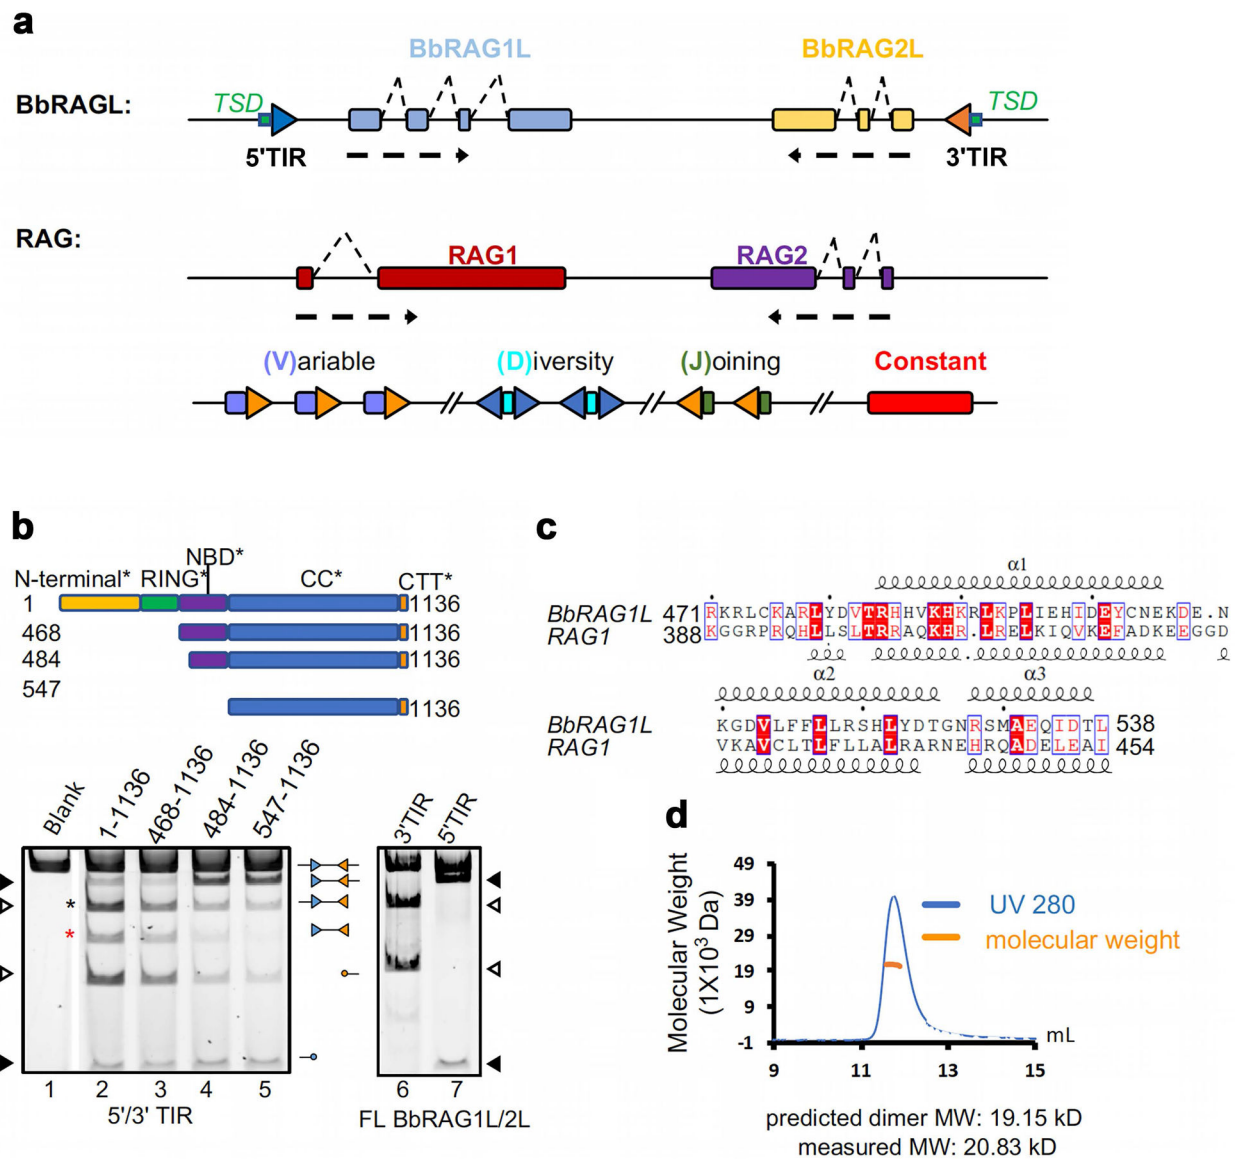 a
BbRAG1L
BbRAG2L
BbRAGL:
TSD
TSD
5'TIR
3'TIR
RAG:
RAG1
RAG2
(V)ariable
(D)iversity
(J)oining
Constant
b
NBD*
N-terminal*
RING*
CC*
CTT*
1
1136
468
1136
484
1136
547
1136
Blank
1-1136
468-1136
484-1136
547-1136
3'TIR
5'TIR
*
*
1
2
3
4
5
6
7
5'/3' TIR
FL BbRAG1L/2L
c
α1
BbRAG1L 471 RKRLCKARLYDVTRHHVKHKRLKPLIEHIDEYCNEKDE.N
RAG1 388 KGGRPRQHLLSLTRRAQKHR.LRELKIQVKEFADKEEGGD
α2
α3
BbRAG1L KGDVLFFLLRSHLYDTGNRSMAEQIDTL 538
RAG1 VKAVCLTLFLLALRARNEHRQADELEAI 454
d
Molecular Weight
(1X10³ Da)
49
39
29
19
9
-1
UV 280
molecular weight
mL
9
11
13
15
predicted dimer MW: 19.15 kD
measured MW: 20.83 kD